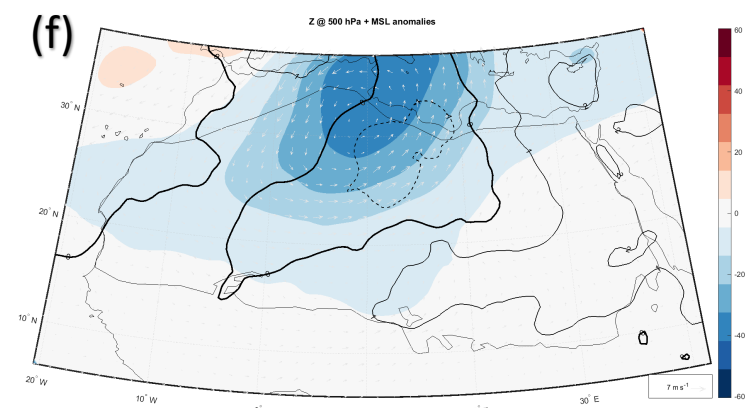 (f)
Z @ 500 hPa + MSL anomalies
60
40
20
0
-20
-40
-60
30° N
20° N
10° N
20° W
10° W
30° E
7 m s⁻¹